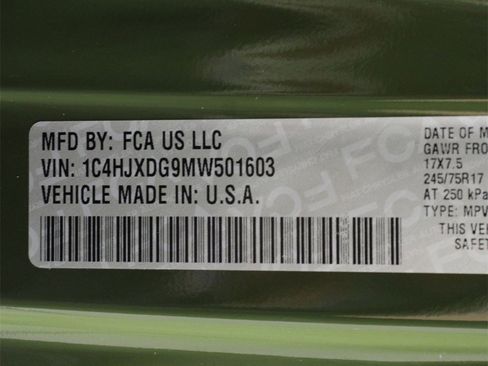 MFD BY: FCA US LLC
VIN: 1C4HJXDG9MW501603
VEHICLE MADE IN: U.S.A.
DATE OF M
GAWR FRO
17X7.5
245/75R17
AT 250 kPa
TYPE: MPV
THIS VE
SAFET